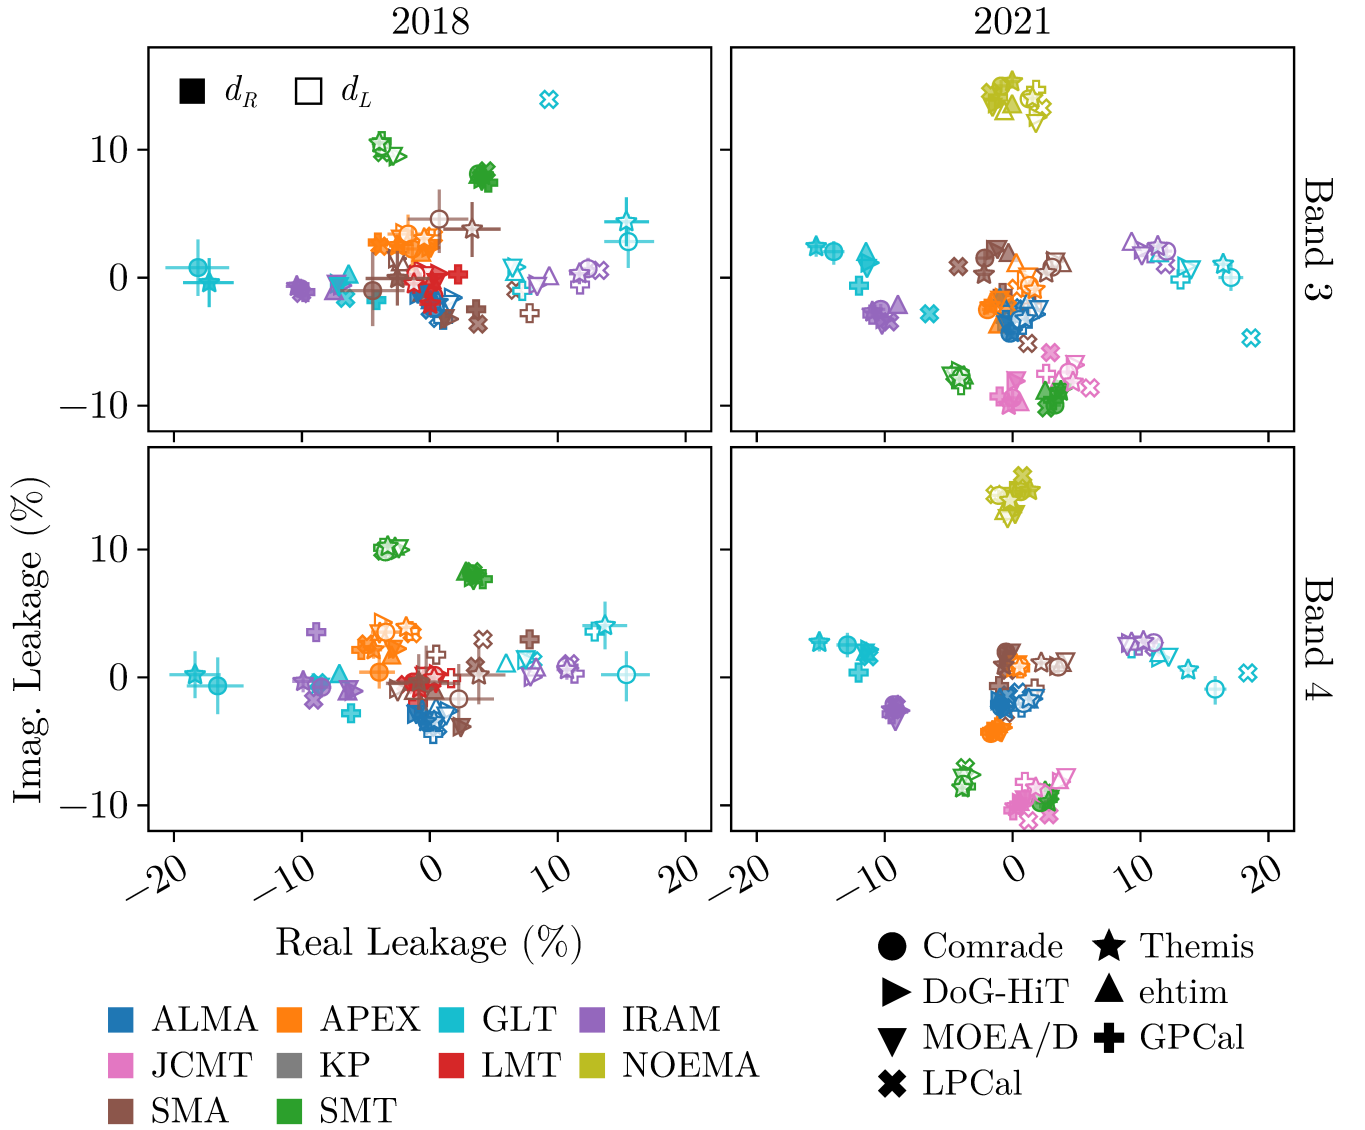 2018
2021
d_R d_L
10
0
−10
Band 3
10
0
−10
Band 4
Imag. Leakage (%)
−20 −10 0 10 20
−20 −10 0 10 20
Real Leakage (%)
Comrade Themis
DoG-HiT ehtim
MOEA/D GPCal
LPCal
ALMA APEX GLT IRAM
JCMT KP LMT NOEMA
SMA SMT